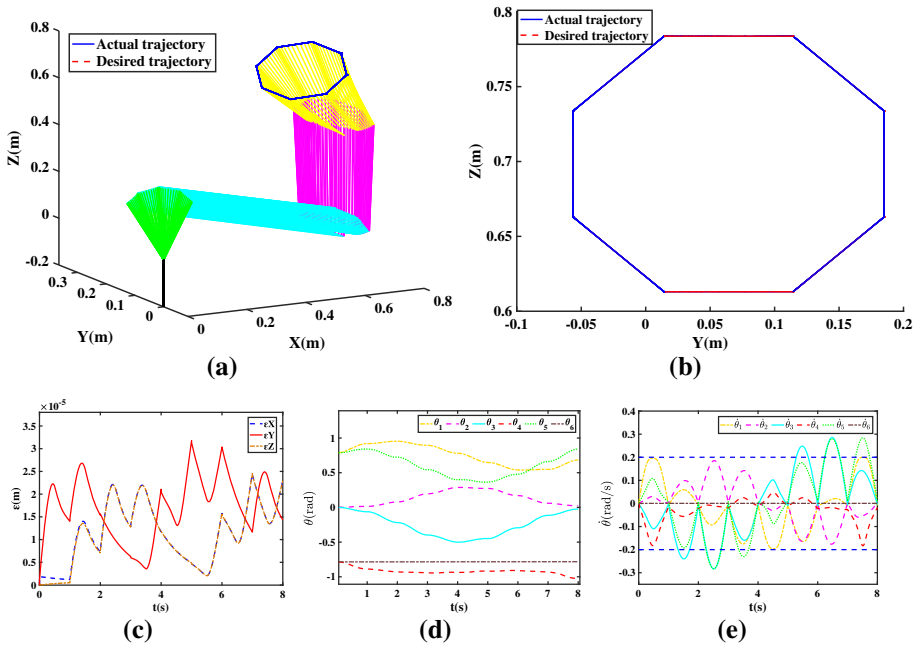 0.8
0.6
0.4
0.2
0
-0.2
Z(m)
Actual trajectory
Desired trajectory
0.3
0.2
0.1
0
Y(m)
0
0.2
0.4
0.6
0.8
X(m)
(a)
0.8
0.75
0.7
0.65
0.6
Z(m)
Actual trajectory
Desired trajectory
-0.1
-0.05
0
0.05
0.1
0.15
0.2
Y(m)
(b)
×10⁻⁵
4
3.5
3
2.5
2
1.5
1
0.5
0
ε(m)
εX
εY
εZ
0 2 4 6 8
t(s)
(c)
1
0
-1
θ(rad)
θ₁ θ₂ θ₃ θ₄ θ₅ θ₆
1 2 3 4 5 6 7 8
t(s)
(d)
0.4
0.3
0.2
0.1
0
-0.1
-0.2
-0.3
θ̇(rad/s)
θ̇₁ θ̇₂ θ̇₃ θ̇₄ θ̇₅ θ̇₆
0 2 4 6 8
t(s)
(e)